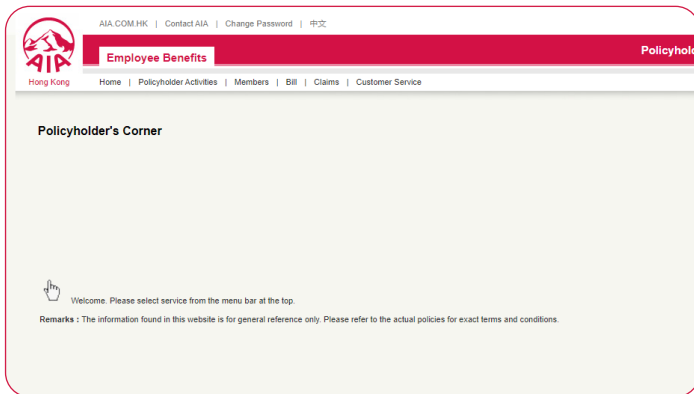 AIA.COM.HK | Contact AIA | Change Password | 中文
AIA
Hong Kong
Employee Benefits
Policyhold
Home | Policyholder Activities | Members | Bill | Claims | Customer Service
Policyholder's Corner
Welcome. Please select service from the menu bar at the top.
Remarks : The information found in this website is for general reference only. Please refer to the actual policies for exact terms and conditions.